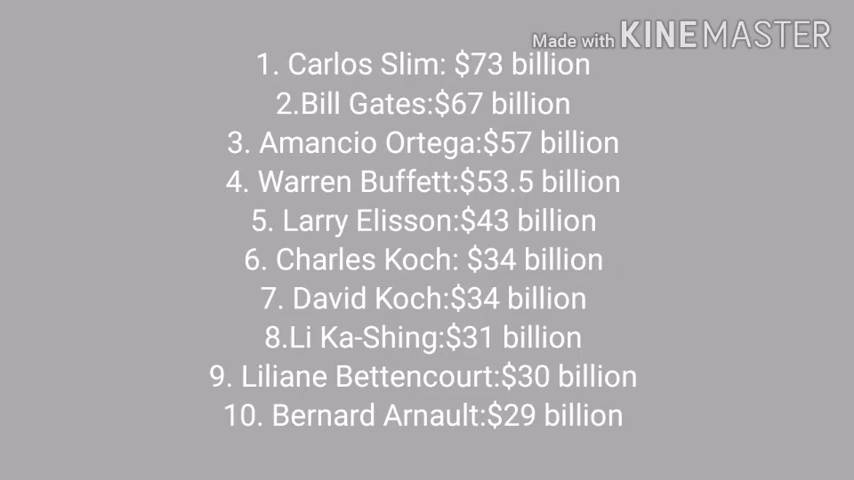 Made with KINEMASTER
1. Carlos Slim: $73 billion
2.Bill Gates:$67 billion
3. Amancio Ortega:$57 billion
4. Warren Buffett:$53.5 billion
5. Larry Elisson:$43 billion
6. Charles Koch: $34 billion
7. David Koch:$34 billion
8.Li Ka-Shing:$31 billion
9. Liliane Bettencourt:$30 billion
10. Bernard Arnault:$29 billion